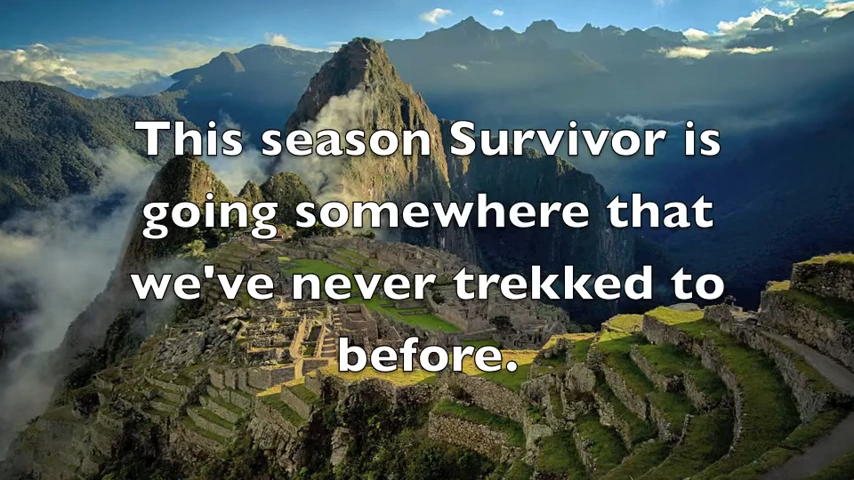 This season Survivor is
going somewhere that
we've never trekked to
before.